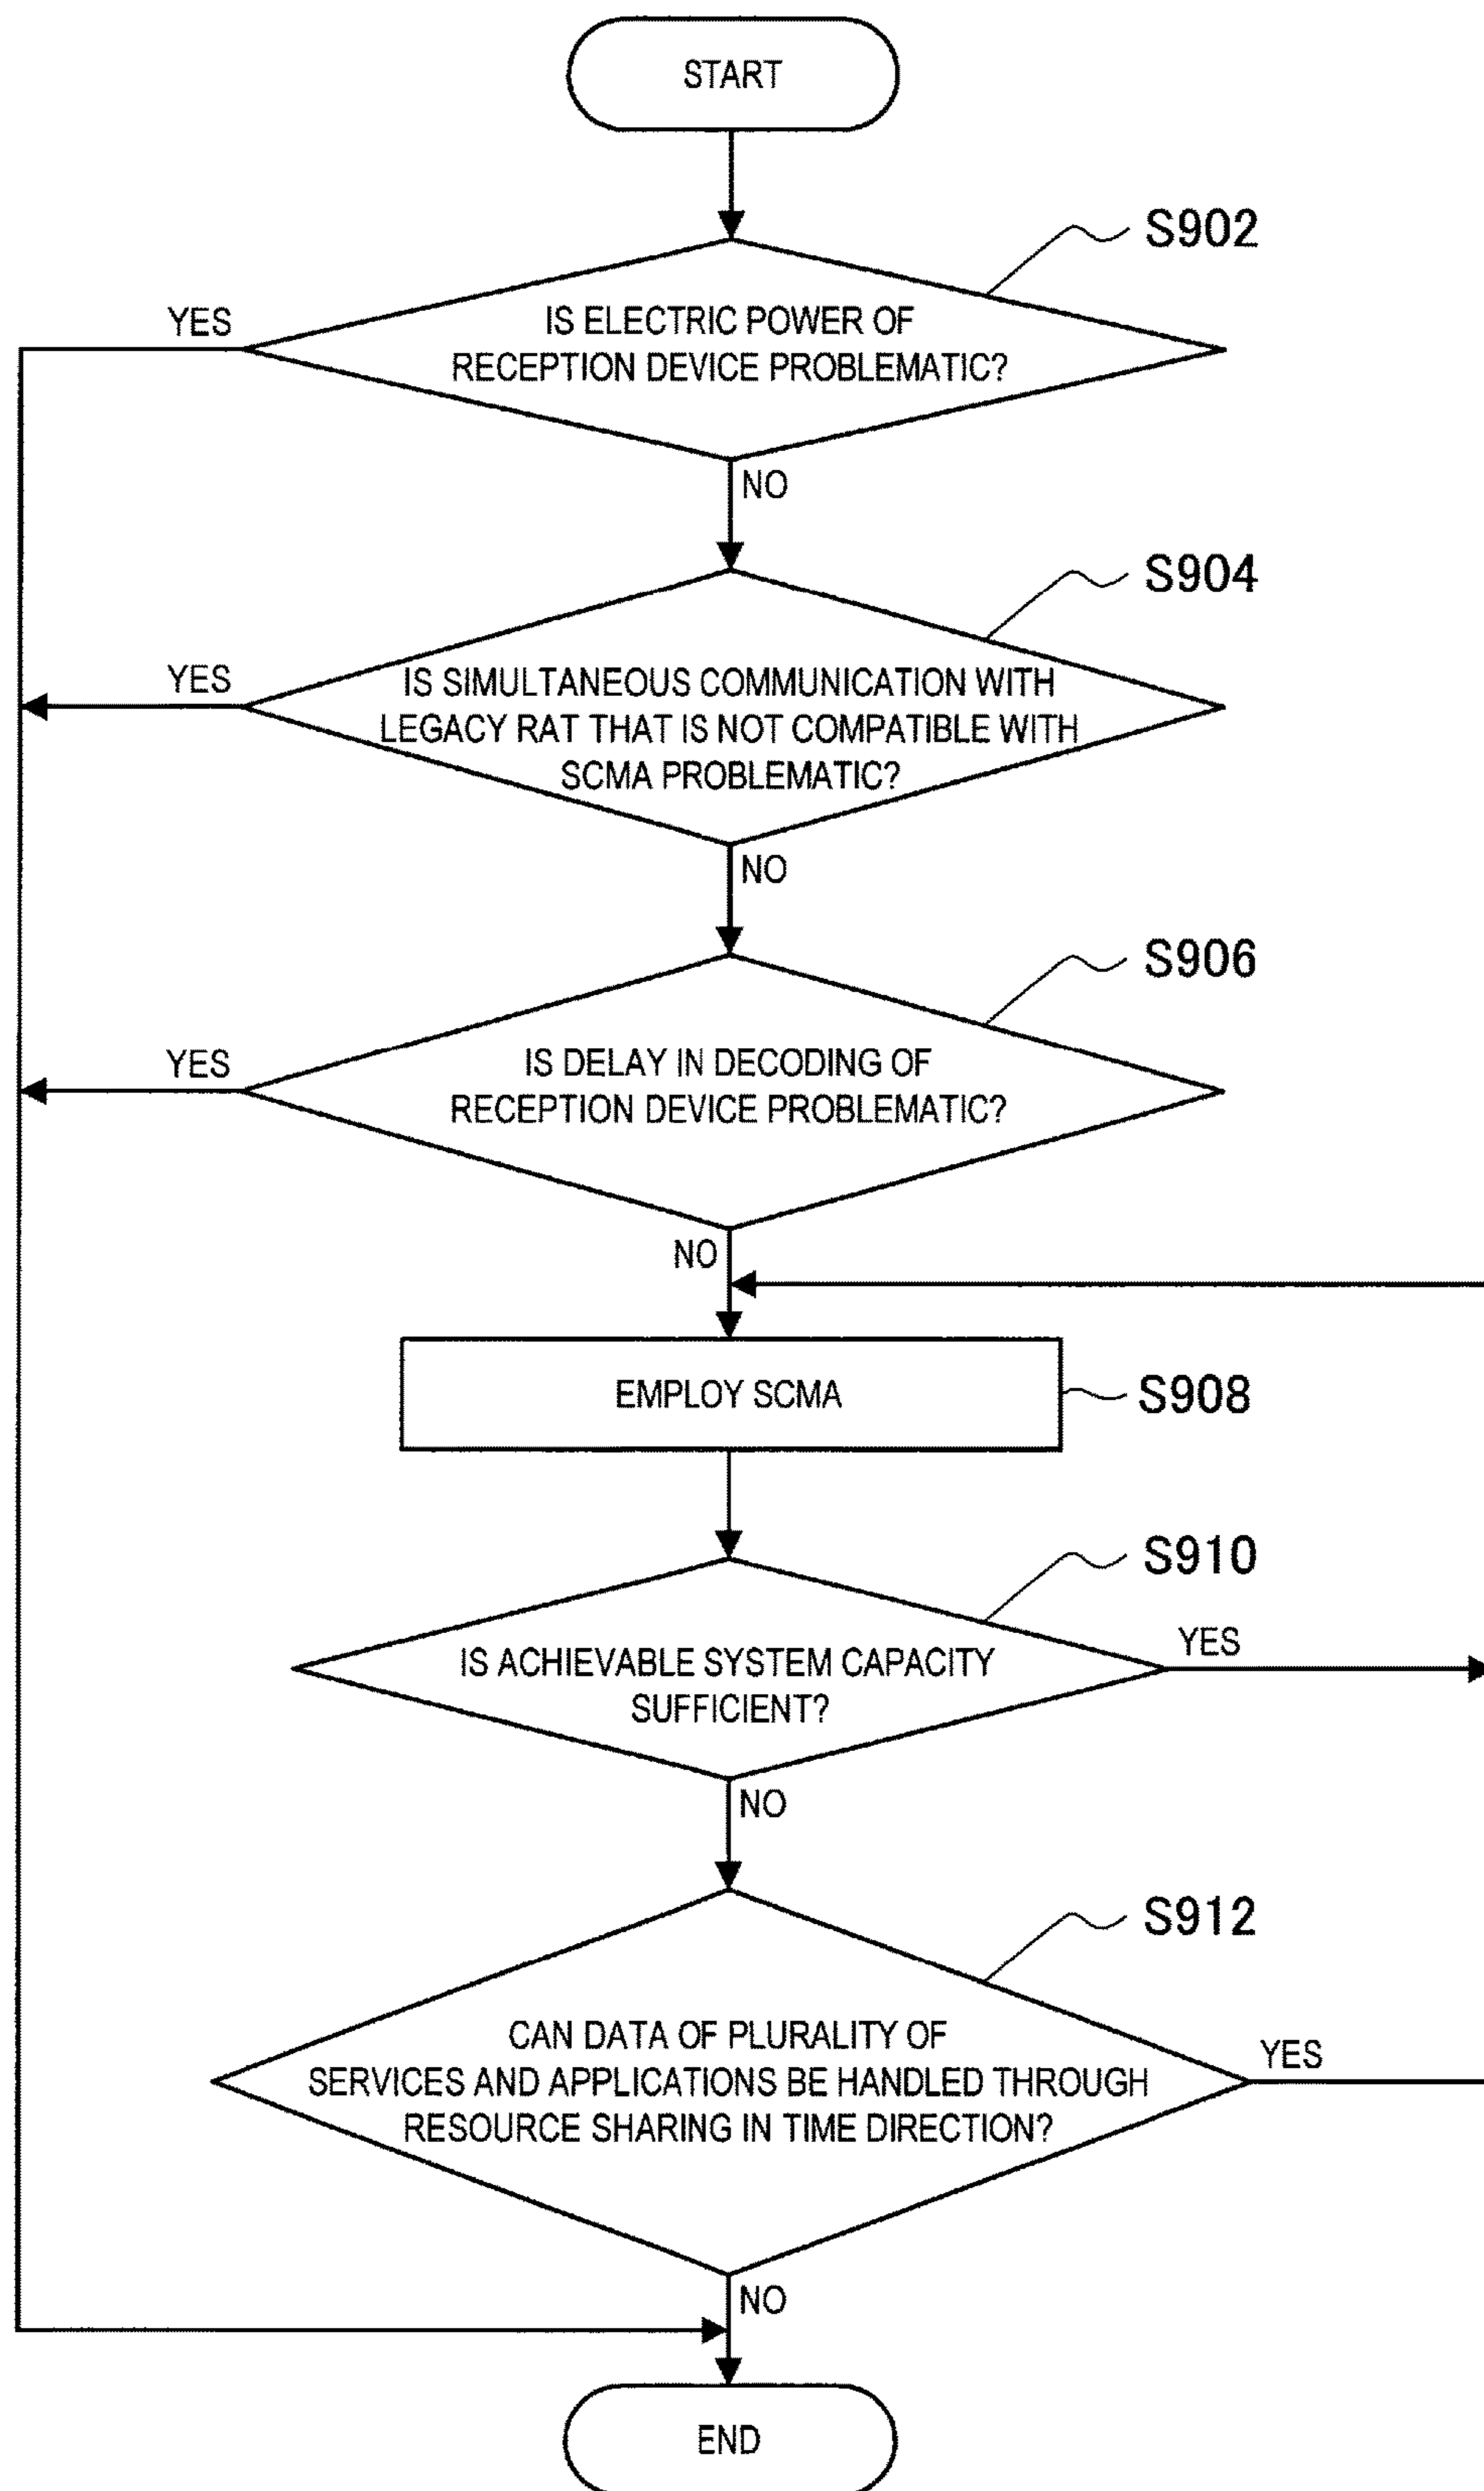 START
S902
YES
IS ELECTRIC POWER OF
RECEPTION DEVICE PROBLEMATIC?
NO
S904
YES
IS SIMULTANEOUS COMMUNICATION WITH
LEGACY RAT THAT IS NOT COMPATIBLE WITH
SCMA PROBLEMATIC?
NO
S906
YES
IS DELAY IN DECODING OF
RECEPTION DEVICE PROBLEMATIC?
NO
EMPLOY SCMA
S908
S910
IS ACHIEVABLE SYSTEM CAPACITY
SUFFICIENT?
YES
NO
S912
CAN DATA OF PLURALITY OF
SERVICES AND APPLICATIONS BE HANDLED THROUGH
RESOURCE SHARING IN TIME DIRECTION?
YES
NO
END